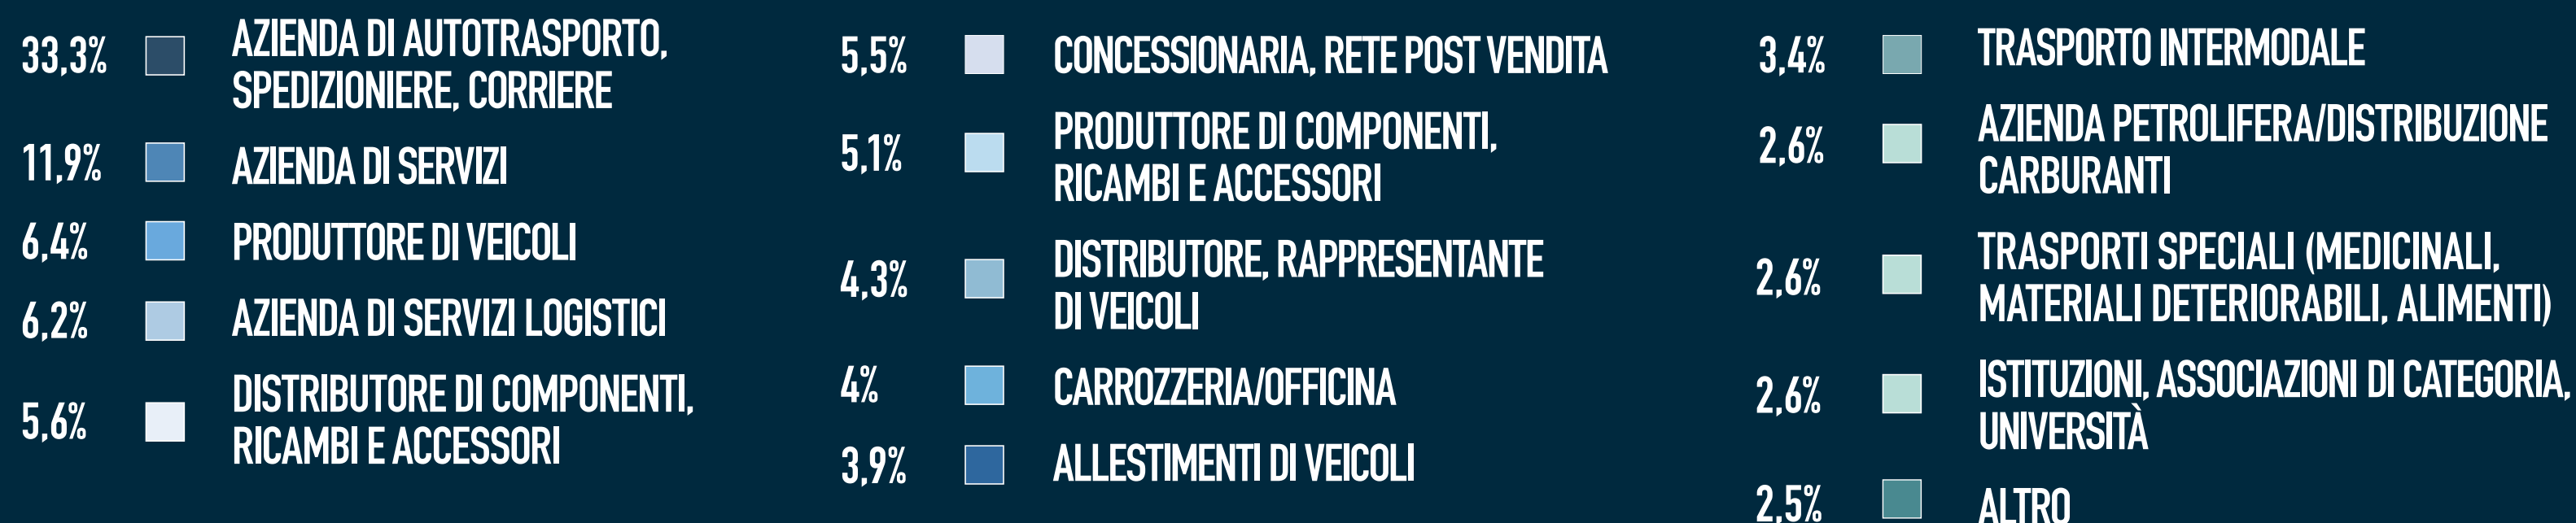 33,3%
AZIENDA DI AUTOTRASPORTO,
SPEDIZIONIERE, CORRIERE
11,9%
AZIENDA DI SERVIZI
6,4%
PRODUTTORE DI VEICOLI
6,2%
AZIENDA DI SERVIZI LOGISTICI
5,6%
DISTRIBUTORE DI COMPONENTI,
RICAMBI E ACCESSORI
5,5%
CONCESSIONARIA, RETE POST VENDITA
5,1%
PRODUTTORE DI COMPONENTI,
RICAMBI E ACCESSORI
4,3%
DISTRIBUTORE, RAPPRESENTANTE
DI VEICOLI
4%
CARROZZERIA/OFFICINA
3,9%
ALLESTIMENTI DI VEICOLI
3,4%
TRASPORTO INTERMODALE
2,6%
AZIENDA PETROLIFERA/DISTRIBUZIONE
CARBURANTI
2,6%
TRASPORTI SPECIALI (MEDICINALI,
MATERIALI DETERIORABILI, ALIMENTI)
2,6%
ISTITUZIONI, ASSOCIAZIONI DI CATEGORIA,
UNIVERSITÀ
2,5%
ALTRO